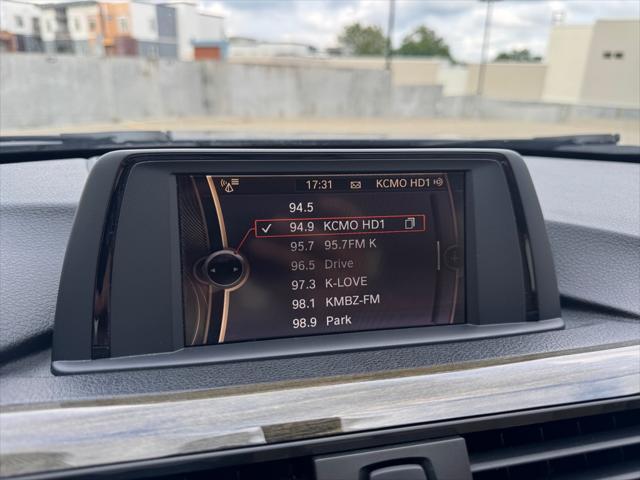 17:31 KCMO HD1
94.5
94.9 KCMO HD1
95.7 95.7FM K
96.5 Drive
97.3 K-LOVE
98.1 KMBZ-FM
98.9 Park